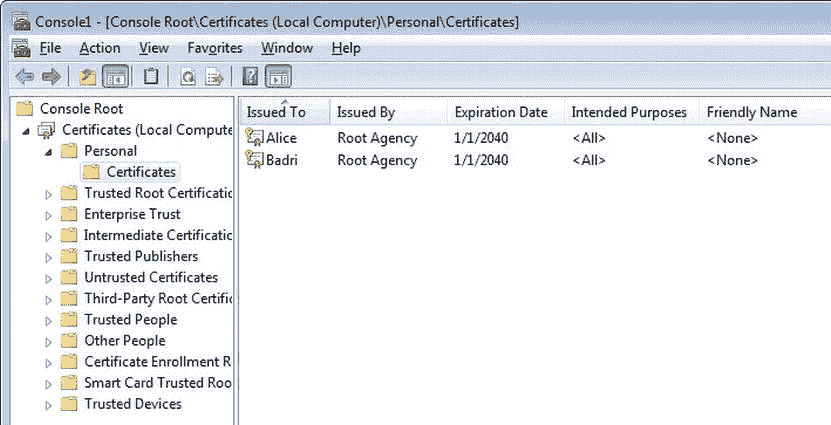 Console1 - [Console Root\Certificates (Local Computer)\Personal\Certificates]
File Action View Favorites Window Help
Console Root
Certificates (Local Compute
Personal
Certificates
Trusted Root Certificatio
Enterprise Trust
Intermediate Certificatio
Trusted Publishers
Untrusted Certificates
Third-Party Root Certific
Trusted People
Other People
Certificate Enrollment R
Smart Card Trusted Roo
Trusted Devices
Issued To Issued By Expiration Date Intended Purposes Friendly Name
Alice Root Agency 1/1/2040 <All> <None>
Badri Root Agency 1/1/2040 <All> <None>